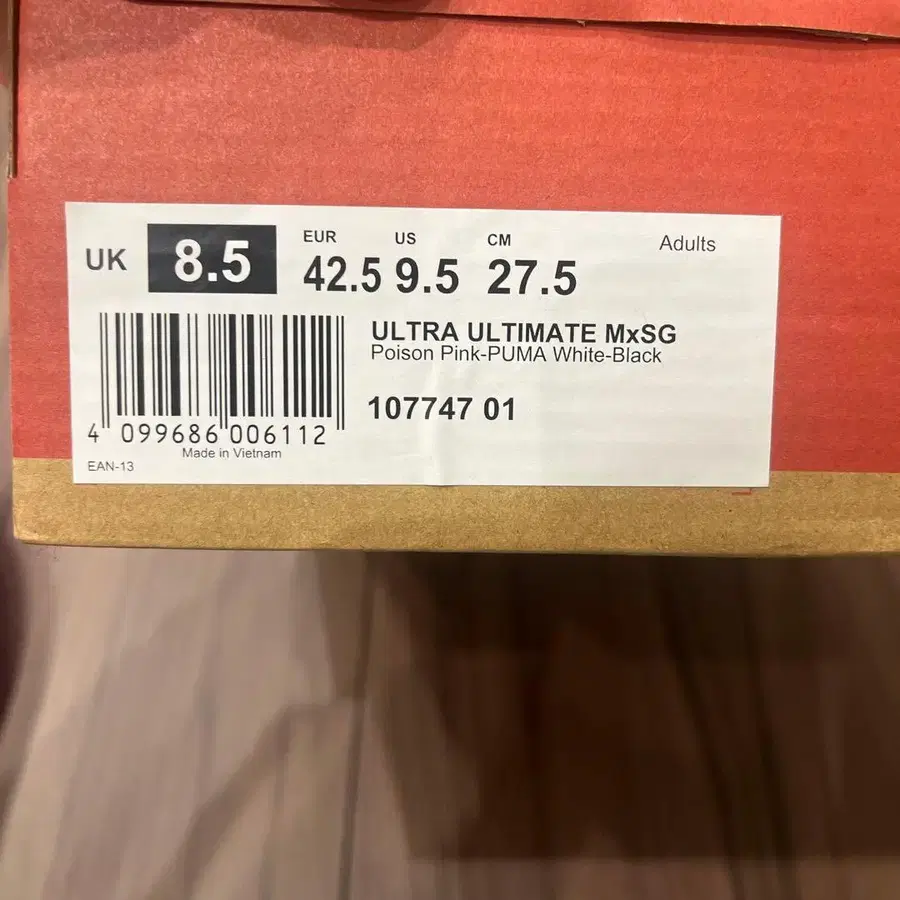 UK 8.5 EUR 42.5 US 9.5 CM 27.5 Adults
ULTRA ULTIMATE MxSG
Poison Pink-PUMA White-Black
107747 01
4 099686 006112
Made in Vietnam
EAN-13